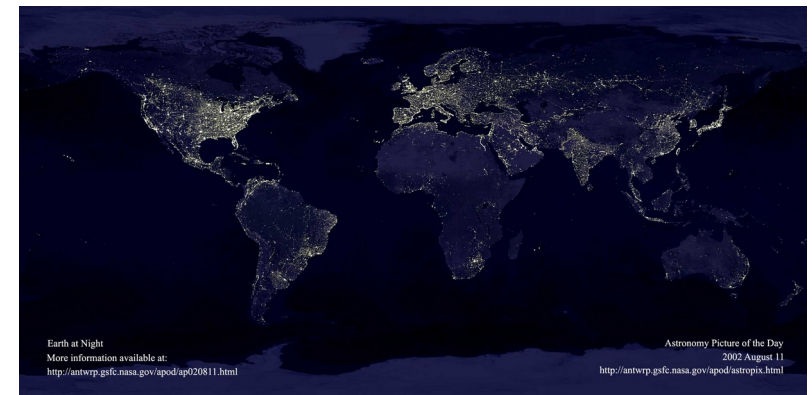 Earth at Night
More information available at:
http://antwrp.gsfc.nasa.gov/apod/ap020811.html
Astronomy Picture of the Day
2002 August 11
http://antwrp.gsfc.nasa.gov/apod/astropix.html